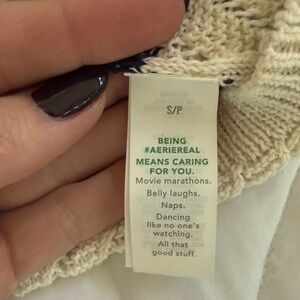 S/P
BEING
#AERIEREAL
MEANS CARING
FOR YOU.
Movie marathons.
Belly laughs.
Naps.
Dancing
like no one's
watching.
All that
good stuff.